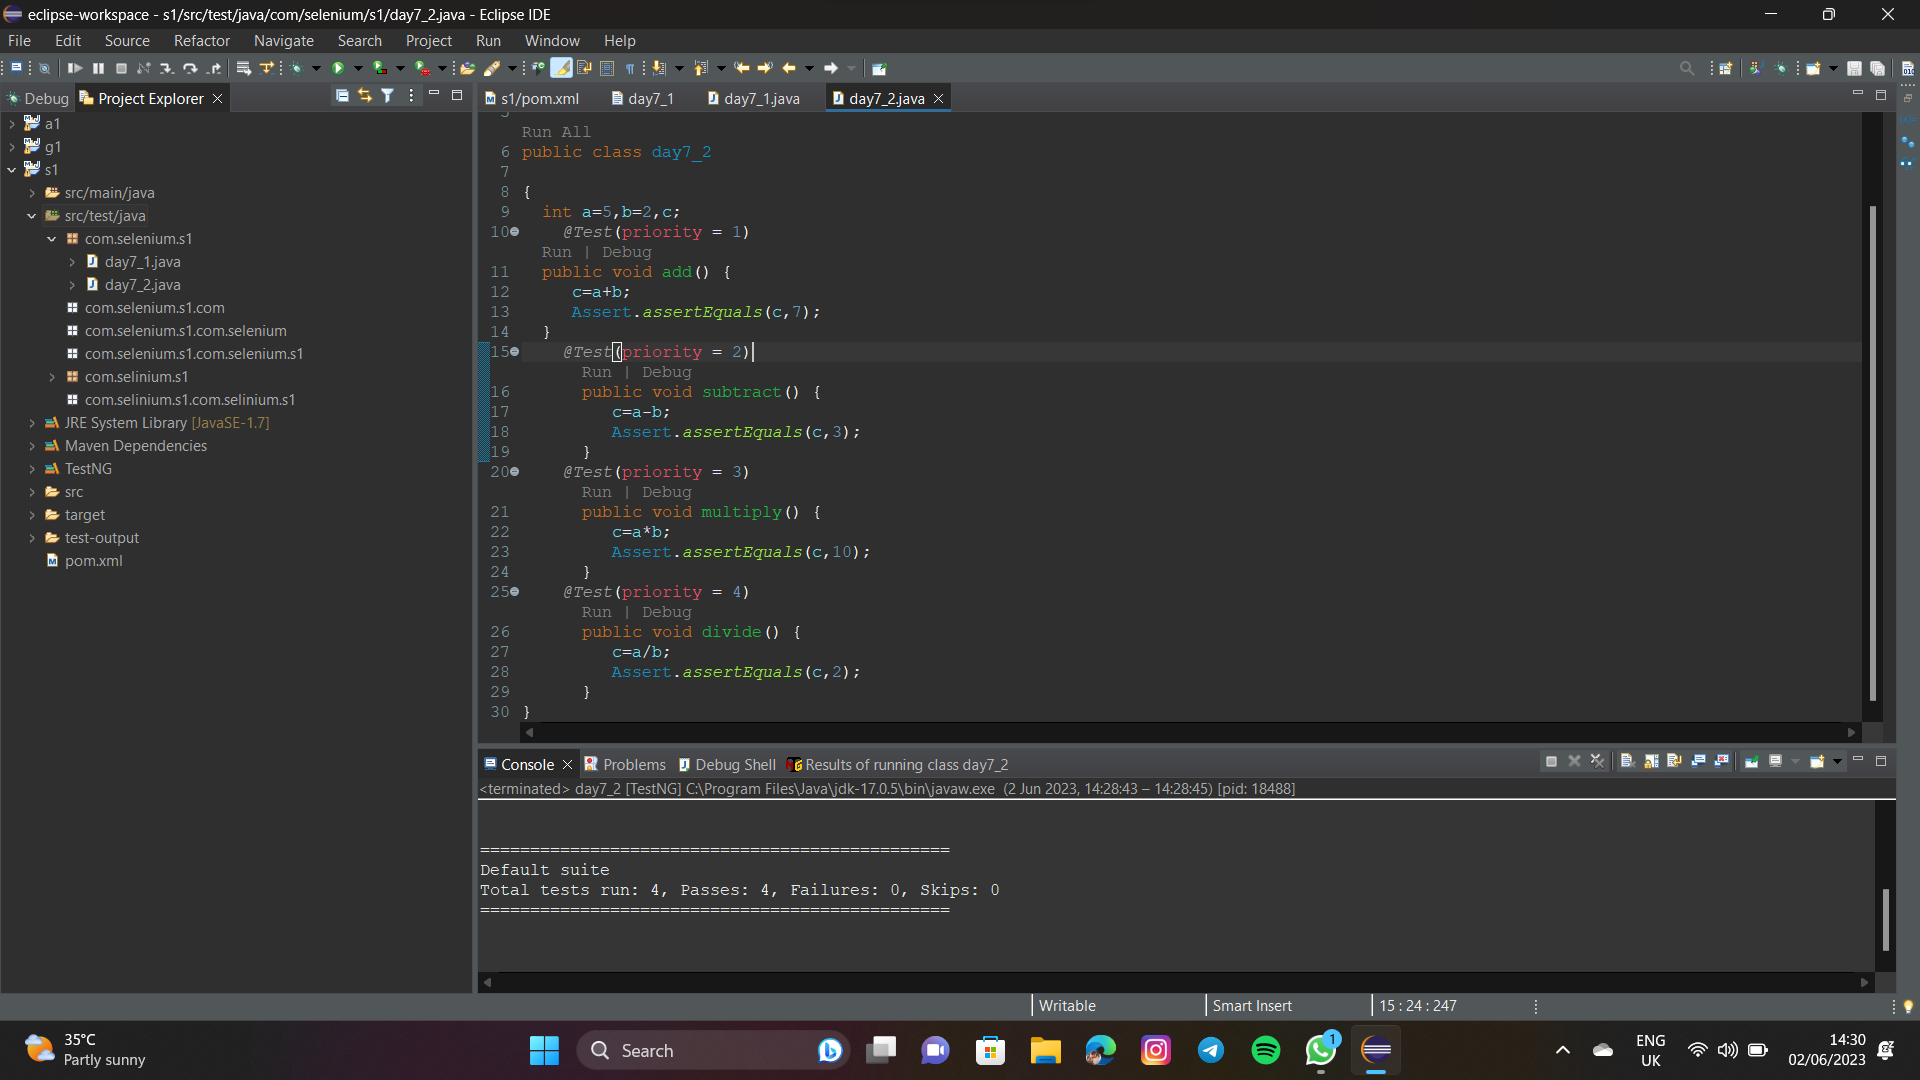 eclipse-workspace - s1/src/test/java/com/selenium/s1/day7_2.java - Eclipse IDE
File Edit Source Refactor Navigate Search Project Run Window Help
Debug Project Explorer
s1/pom.xml day7_1 day7_1.java day7_2.java
a1
g1
s1
src/main/java
src/test/java
com.selenium.s1
day7_1.java
day7_2.java
com.selenium.s1.com
com.selenium.s1.com.selenium
com.selenium.s1.com.selenium.s1
com.selinium.s1
com.selinium.s1.com.selinium.s1
JRE System Library [JavaSE-1.7]
Maven Dependencies
TestNG
src
target
test-output
pom.xml
Run All
6 public class day7_2
7
8 {
9 int a=5,b=2,c;
10 @Test(priority = 1)
Run | Debug
11 public void add() {
12 c=a+b;
13 Assert.assertEquals(c,7);
14 }
15 @Test(priority = 2)
Run | Debug
16 public void subtract() {
17 c=a-b;
18 Assert.assertEquals(c,3);
19 }
20 @Test(priority = 3)
Run | Debug
21 public void multiply() {
22 c=a*b;
23 Assert.assertEquals(c,10);
24 }
25 @Test(priority = 4)
Run | Debug
26 public void divide() {
27 c=a/b;
28 Assert.assertEquals(c,2);
29 }
30 }
Console Problems Debug Shell Results of running class day7_2
<terminated> day7_2 [TestNG] C:\Program Files\Java\jdk-17.0.5\bin\javaw.exe (2 Jun 2023, 14:28:43 – 14:28:45) [pid: 18488]
===============================================
Default suite
Total tests run: 4, Passes: 4, Failures: 0, Skips: 0
===============================================
Writable Smart Insert 15 : 24 : 247
35°C
Partly sunny
Search
1
ENG
UK
14:30
02/06/2023